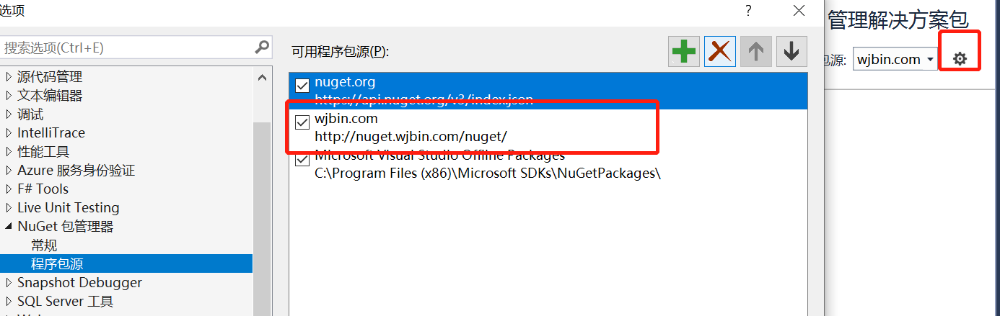 选项
?
管理解决方案包
搜索选项(Ctrl+E)
可用程序包源(P):
包源:
wjbin.com
源代码管理
文本编辑器
调试
IntelliTrace
性能工具
Azure 服务身份验证
F# Tools
Live Unit Testing
NuGet 包管理器
常规
程序包源
Snapshot Debugger
SQL Server 工具
nuget.org
https://api.nuget.org/v3/index.json
wjbin.com
http://nuget.wjbin.com/nuget/
Microsoft Visual Studio Offline Packages
C:\Program Files (x86)\Microsoft SDKs\NuGetPackages\